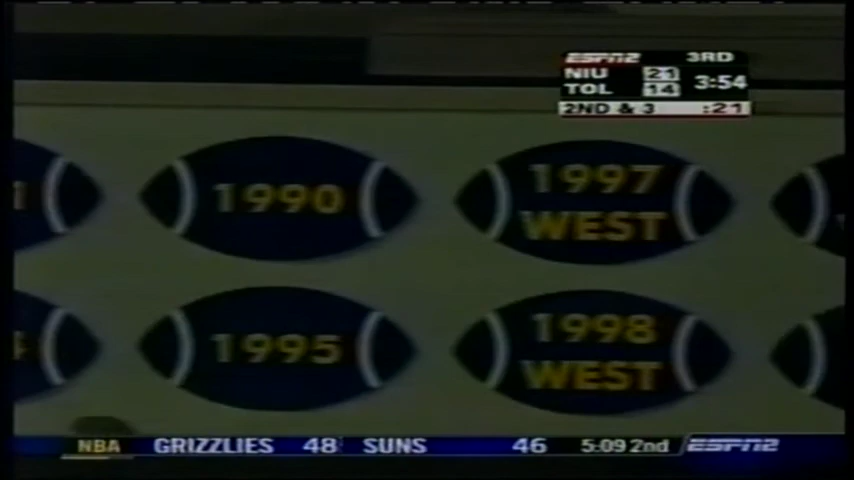 ESPN2 3RD
NIU 21 3:54
TOL 14
2ND & 3 :21
1990
1997
WEST
1995
1998
WEST
NBA GRIZZLIES 48 SUNS 46 5:09 2nd ESPN2